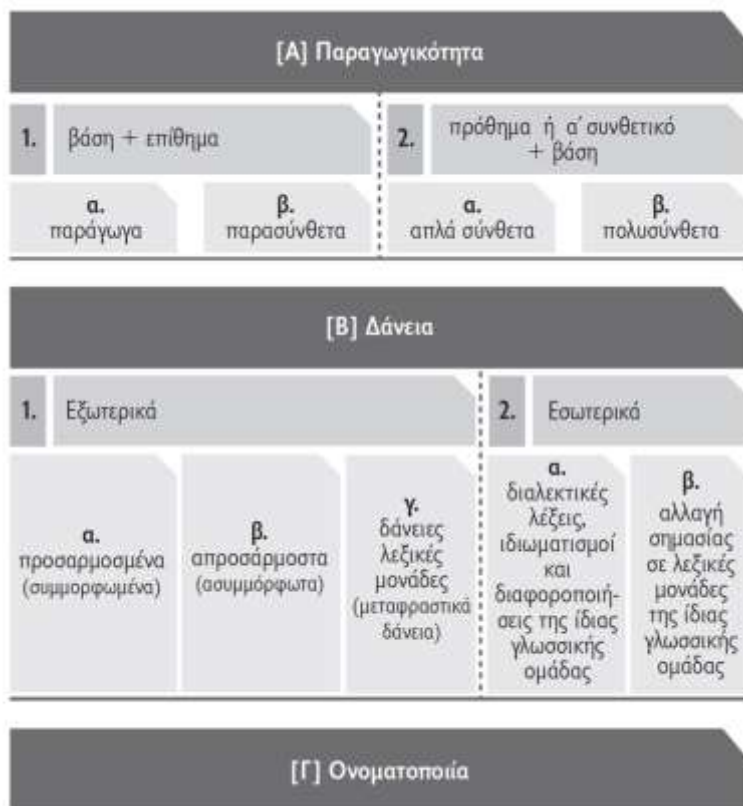 [Α] Παραγωγικότητα
1. βάση + επίθημα
2. πρόθημα ή α΄ συνθετικό
+ βάση
α.
παράγωγα
β.
παρασύνθετα
α.
απλά σύνθετα
β.
πολυσύνθετα
[Β] Δάνεια
1. Εξωτερικά
2. Εσωτερικά
α.
προσαρμοσμένα
(συμμορφωμένα)
β.
απροσάρμοστα
(ασυμμόρφωτα)
γ.
δάνειες
λεξικές
μονάδες
(μεταφραστικά
δάνεια)
α.
διαλεκτικές
λέξεις,
ιδιωματισμοί
και
διαφοροποιή-
σεις της ίδιας
γλωσσικής
ομάδας
β.
αλλαγή
σημασίας
σε λεξικές
μονάδες
της ίδιας
γλωσσικής
ομάδας
[Γ] Ονοματοποιία